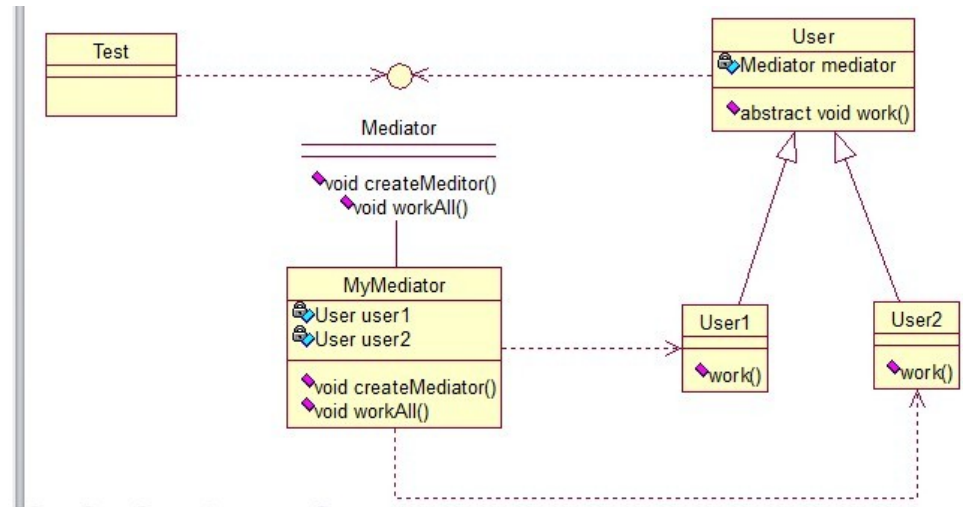 Test
User
Mediator mediator
abstract void work()
Mediator
void createMeditor()
void workAll()
MyMediator
User user1
User user2
void createMediator()
void workAll()
User1
work()
User2
work()